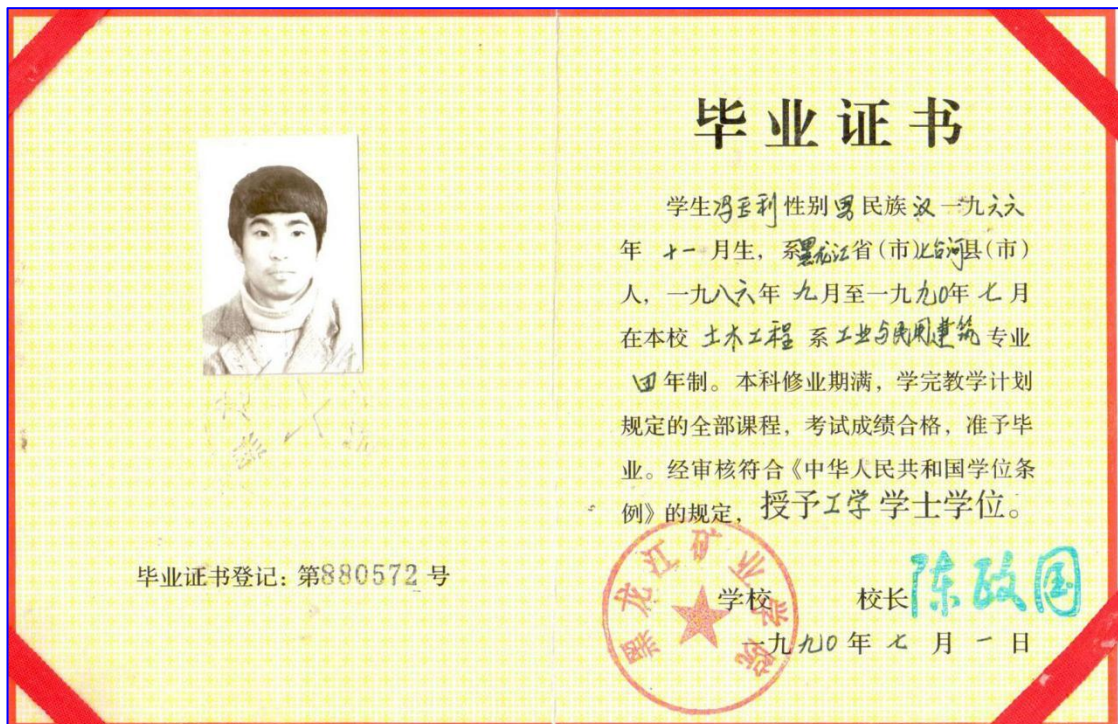 毕业证书登记：第880572号
毕业证书
学生冯玉利性别男民族汉一九六六
年十一月生，系黑龙江省(市)七台河县(市)
人，一九八六年九月至一九九0年七月
在本校土木工程系工业与民用建筑专业
四年制。本科修业期满，学完教学计划
规定的全部课程，考试成绩合格，准予毕
业。经审核符合《中华人民共和国学位条
例》的规定，授予工学学士学位。
黑龙江矿业学院
学校 校长陈政国
一九九0年七月一日